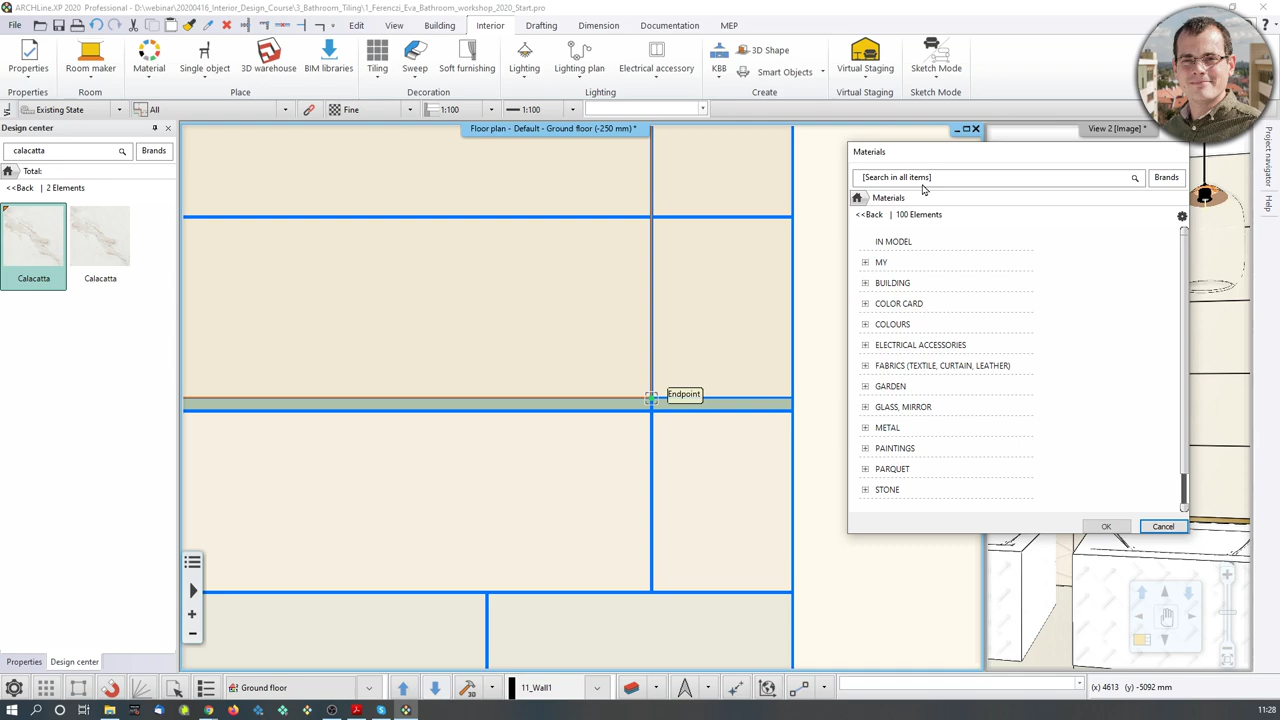 ARCHLine.XP 2020 Professional - D:\webinar\20200416_Interior_Design_Course\3_Bathroom_Tiling\1_Ferenczi_Eva_Bathroom_workshop_2020_Start.pro
File
Edit
View
Building
Interior
Drafting
Dimension
Documentation
MEP
Properties
Room maker
Material
Single object
3D warehouse
BIM libraries
Tiling
Sweep
Soft furnishing
Lighting
Lighting plan
Electrical accessory
KBB
3D Shape
Smart Objects
Virtual Staging
Sketch Mode
Properties
Room
Place
Decoration
Lighting
Create
Virtual Staging
Sketch Mode
Existing State
All
Fine
1:100
1:100
Design center
calacatta
Brands
Total:
<<Back | 2 Elements
Calacatta
Calacatta
Floor plan - Default - Ground floor (-250 mm) *
View 2 [Image] *
Project navigator
Help
Endpoint
Materials
[Search in all items]
Brands
Materials
<<Back | 100 Elements
IN MODEL
MY
BUILDING
COLOR CARD
COLOURS
ELECTRICAL ACCESSORIES
FABRICS (TEXTILE, CURTAIN, LEATHER)
GARDEN
GLASS, MIRROR
METAL
PAINTINGS
PARQUET
STONE
OK
Cancel
Properties
Design center
Ground floor
11_Wall1
(x) 4613 (y) -5092 mm
11:28